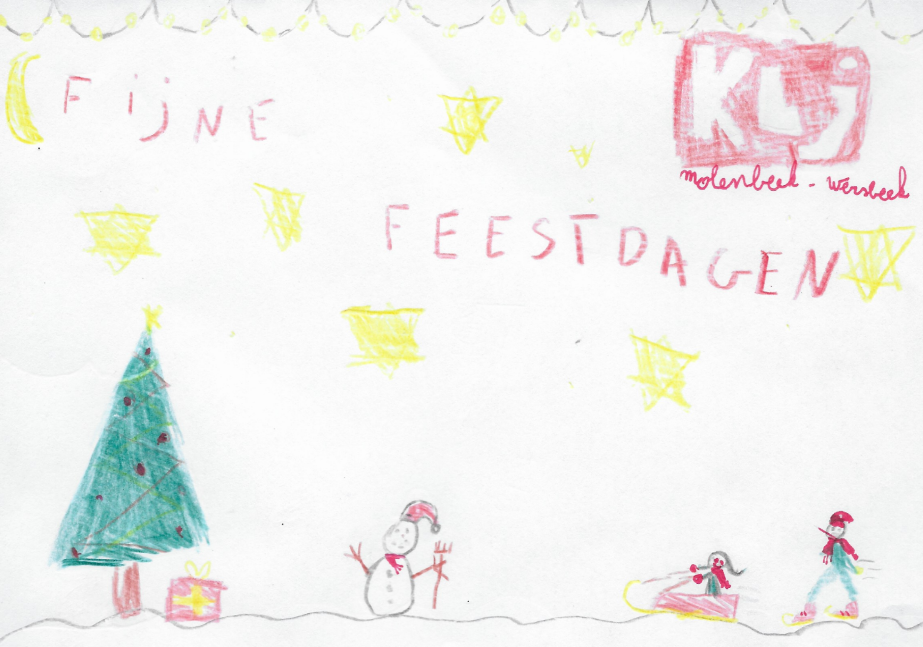 FijNE
FEESTDAGEN
KLj
molenbeek - wersbeek